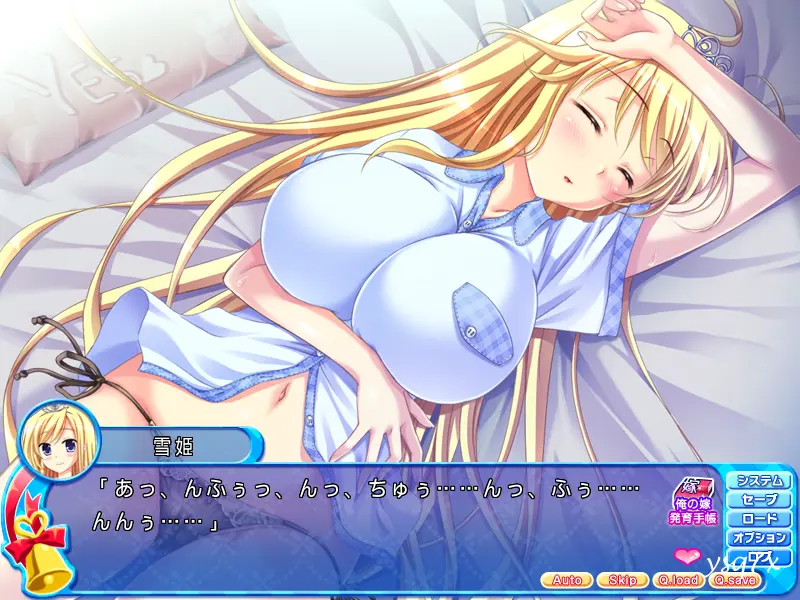 YES♥
雪姫
「あっ、んふぅっ、んっ、ちゅぅ……んっ、ふぅ……
んんぅ……」
俺の嫁
発育手帳
システム
セーブ
ロード
オプション
ログ
Auto
Skip
Q.load
Q.save